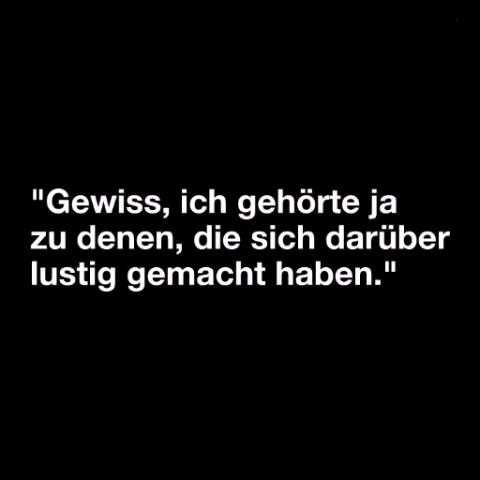 "Gewiss, ich gehörte ja
zu denen, die sich darüber
lustig gemacht haben."